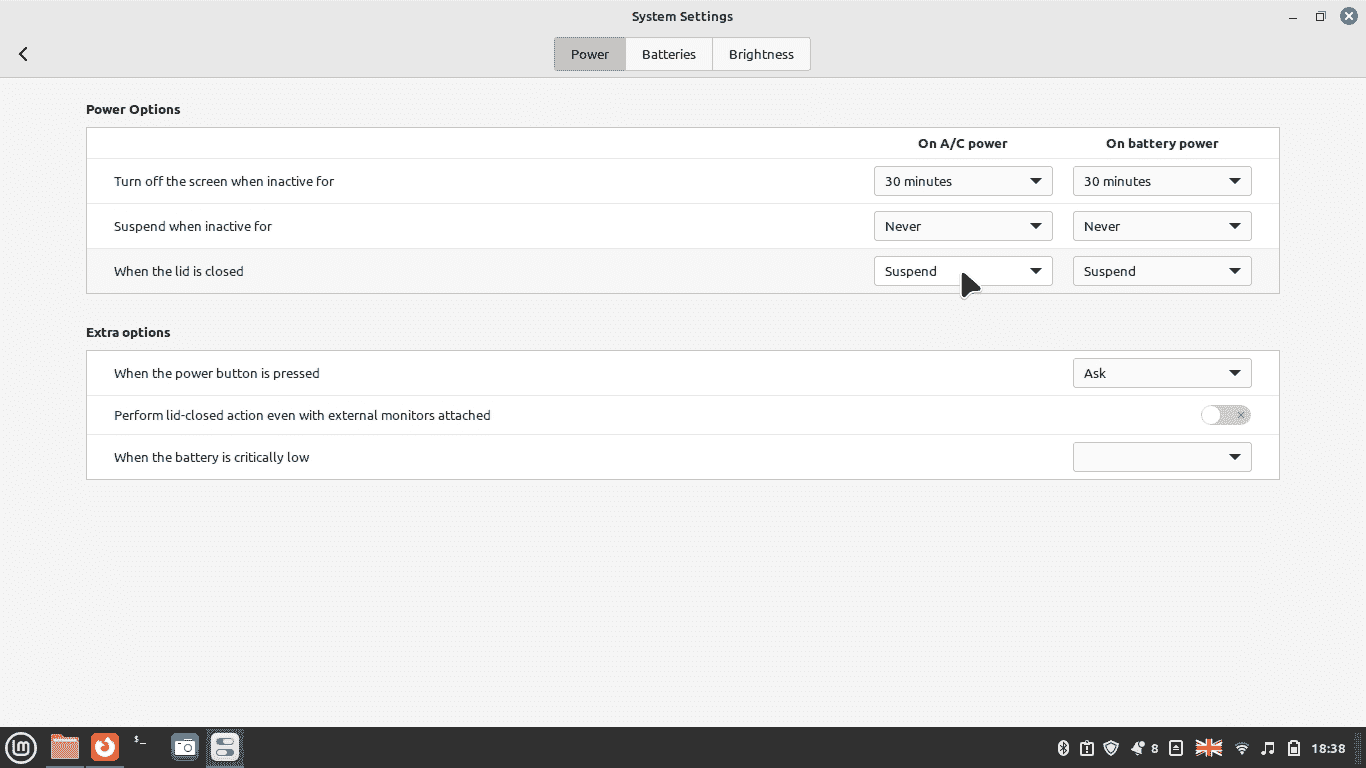 System Settings
Power Batteries Brightness
Power Options
On A/C power On battery power
Turn off the screen when inactive for 30 minutes 30 minutes
Suspend when inactive for Never Never
When the lid is closed Suspend Suspend
Extra options
When the power button is pressed Ask
Perform lid-closed action even with external monitors attached
When the battery is critically low
lm $_ 8 18:38